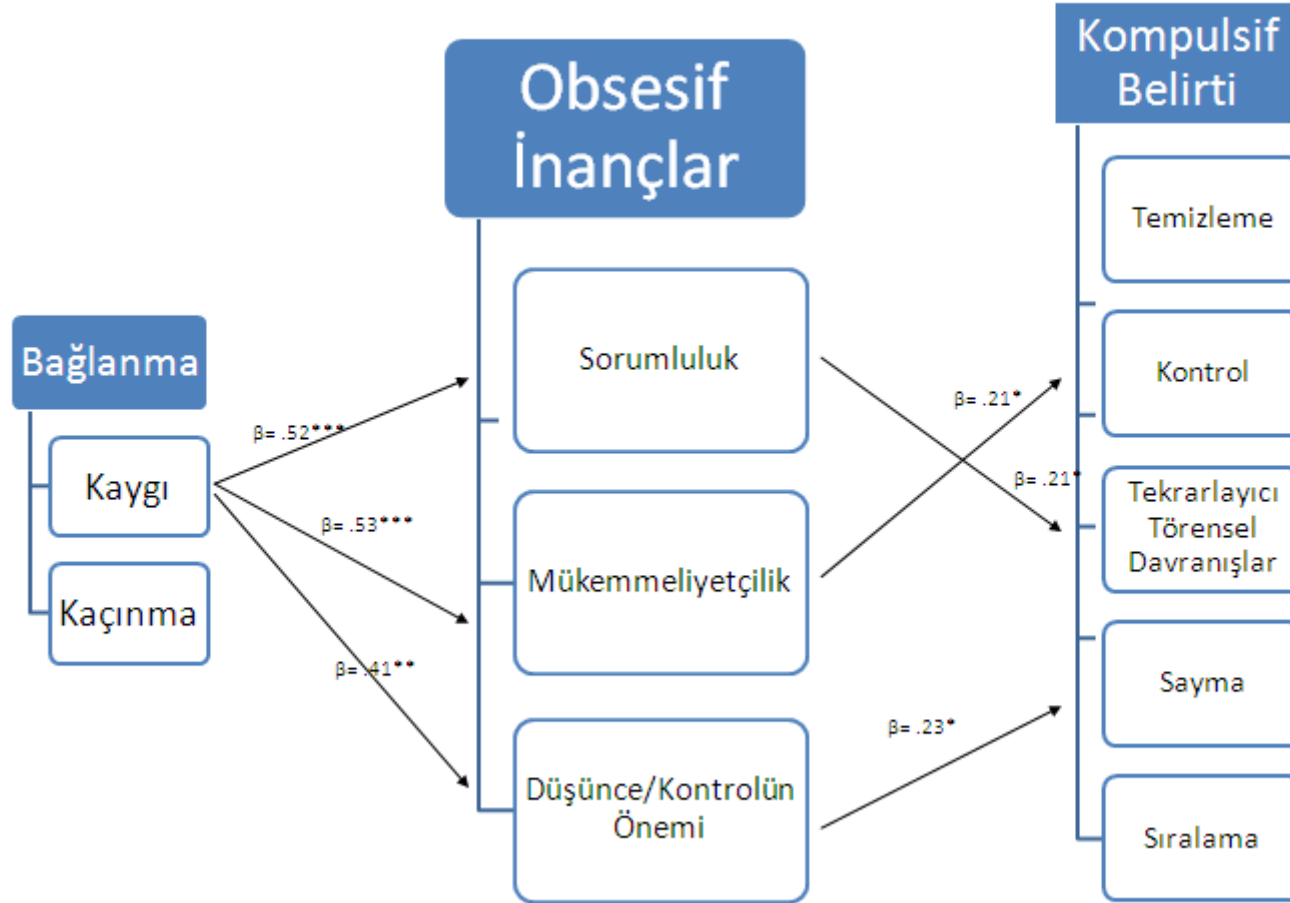 Bağlanma
Kaygı
Kaçınma
β= .52***
β= .53***
β= .41**
Obsesif
İnançlar
Sorumluluk
Mükemmeliyetçilik
Düşünce/Kontrolün
Önemi
β= .21*
β= .21*
β= .23*
Kompulsif
Belirti
Temizleme
Kontrol
Tekrarlayıcı
Törensel
Davranışlar
Sayma
Sıralama